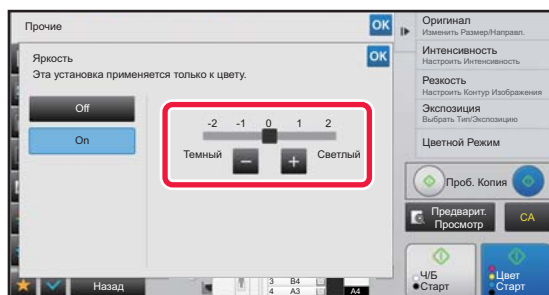 Прочие
OK
Яркость
OK
Эта установка применяется только к цвету.
Off
On
-2 -1 0 1 2
Темный − + Светлый
Оригинал
Изменить Размер/Направл.
Интенсивность
Настроить Интенсивность
Резкость
Настроить Контур Изображения
Экспозиция
Выбрать Тип/Экспозицию
Цветной Режим
Проб. Копия
Предварит.
Просмотр
CA
Ч/Б
Старт
Цвет
Старт
Назад
3 B4
4 A3
A4